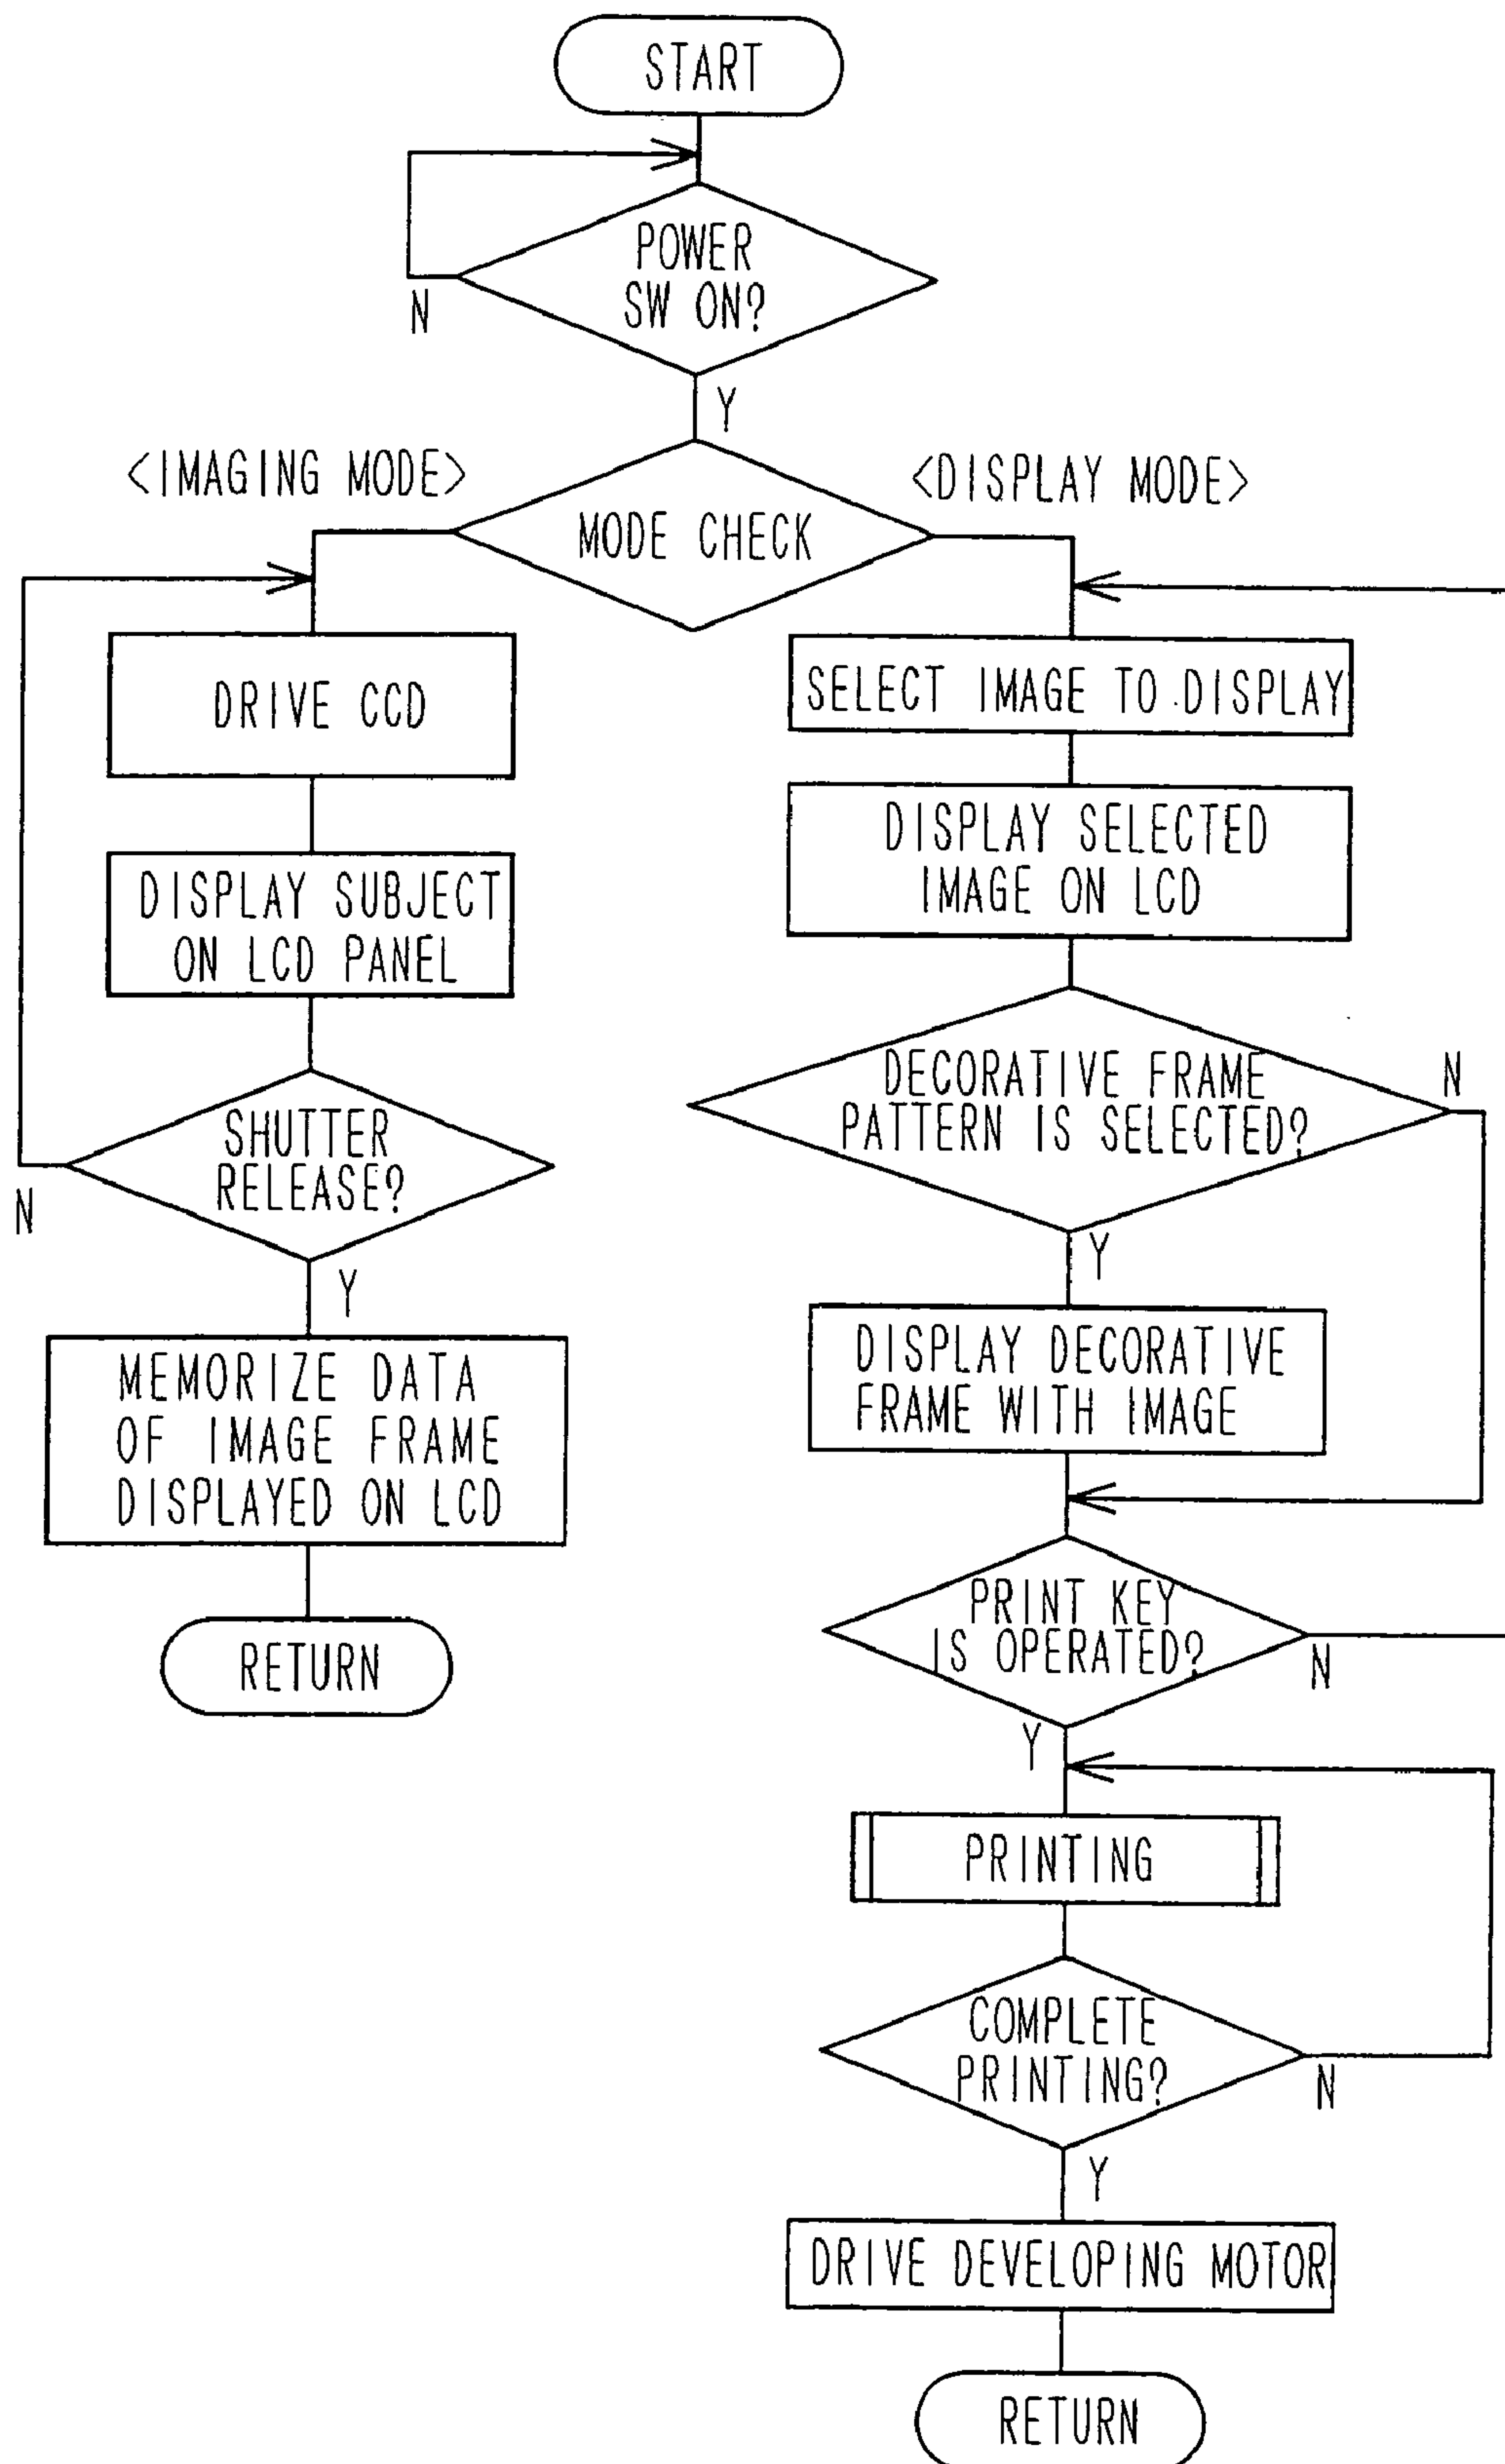 START
POWER
SW ON?
N
Y
<IMAGING MODE>
MODE CHECK
<DISPLAY MODE>
DRIVE CCD
DISPLAY SUBJECT
ON LCD PANEL
SHUTTER
RELEASE?
N
Y
MEMORIZE DATA
OF IMAGE FRAME
DISPLAYED ON LCD
RETURN
SELECT IMAGE TO DISPLAY
DISPLAY SELECTED
IMAGE ON LCD
DECORATIVE FRAME
PATTERN IS SELECTED?
N
Y
DISPLAY DECORATIVE
FRAME WITH IMAGE
PRINT KEY
IS OPERATED?
N
Y
PRINTING
COMPLETE
PRINTING?
N
Y
DRIVE DEVELOPING MOTOR
RETURN